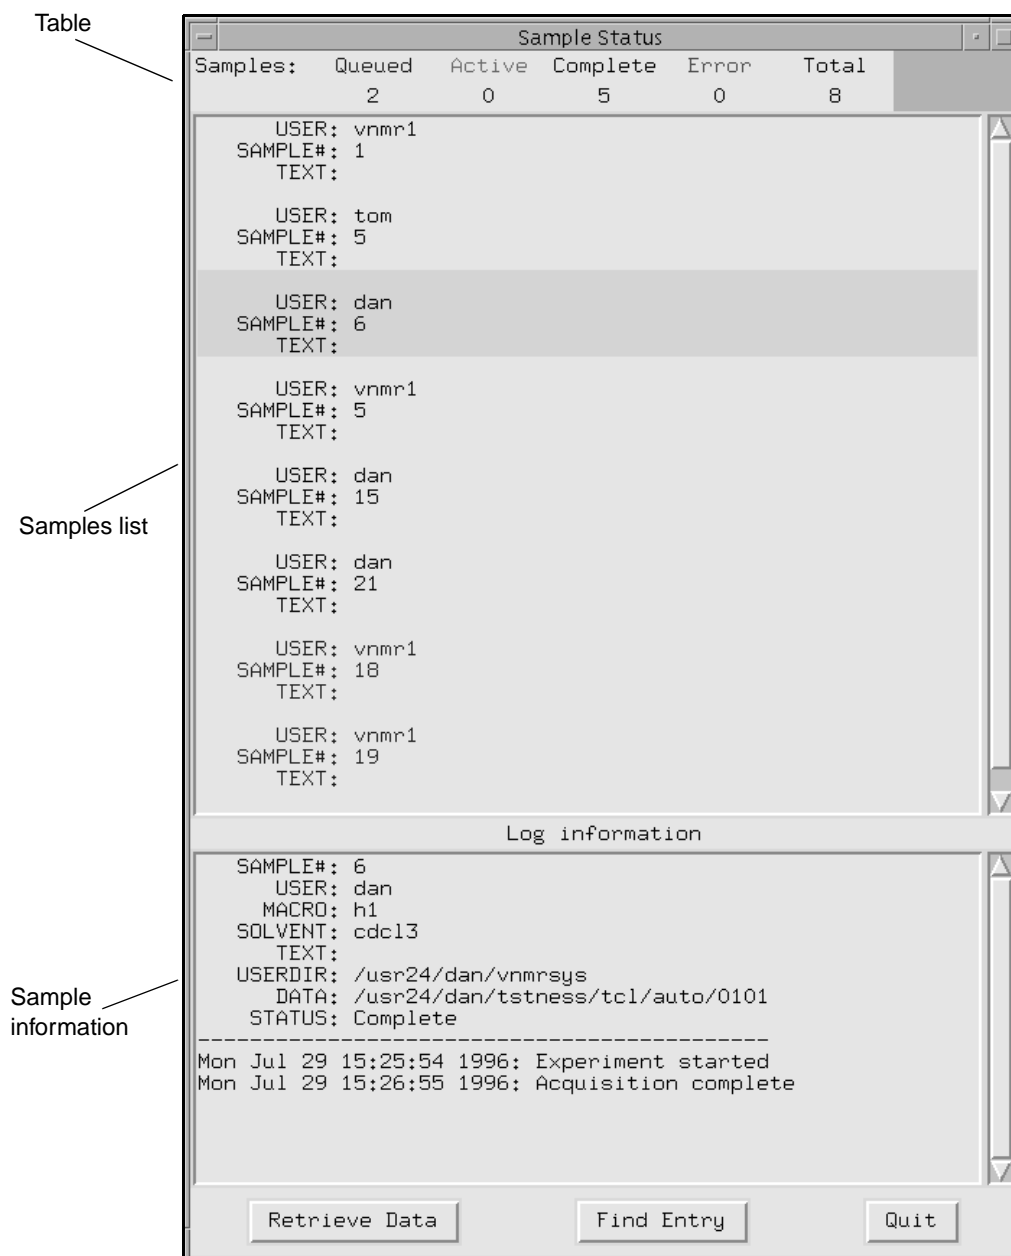 Table
Sample Status
Samples: Queued Active Complete Error Total
2 0 5 0 8
USER: vnmr1
SAMPLE#: 1
TEXT:
USER: tom
SAMPLE#: 5
TEXT:
USER: dan
SAMPLE#: 6
TEXT:
USER: vnmr1
SAMPLE#: 5
TEXT:
USER: dan
SAMPLE#: 15
TEXT:
USER: dan
SAMPLE#: 21
TEXT:
USER: vnmr1
SAMPLE#: 18
TEXT:
USER: vnmr1
SAMPLE#: 19
TEXT:
Samples list
Log information
SAMPLE#: 6
USER: dan
MACRO: h1
SOLVENT: cdcl3
TEXT:
USERDIR: /usr24/dan/vnmrsys
DATA: /usr24/dan/tstness/tcl/auto/0101
STATUS: Complete
--------------------------------------------
Mon Jul 29 15:25:54 1996: Experiment started
Mon Jul 29 15:26:55 1996: Acquisition complete
Sample
information
Retrieve Data Find Entry Quit